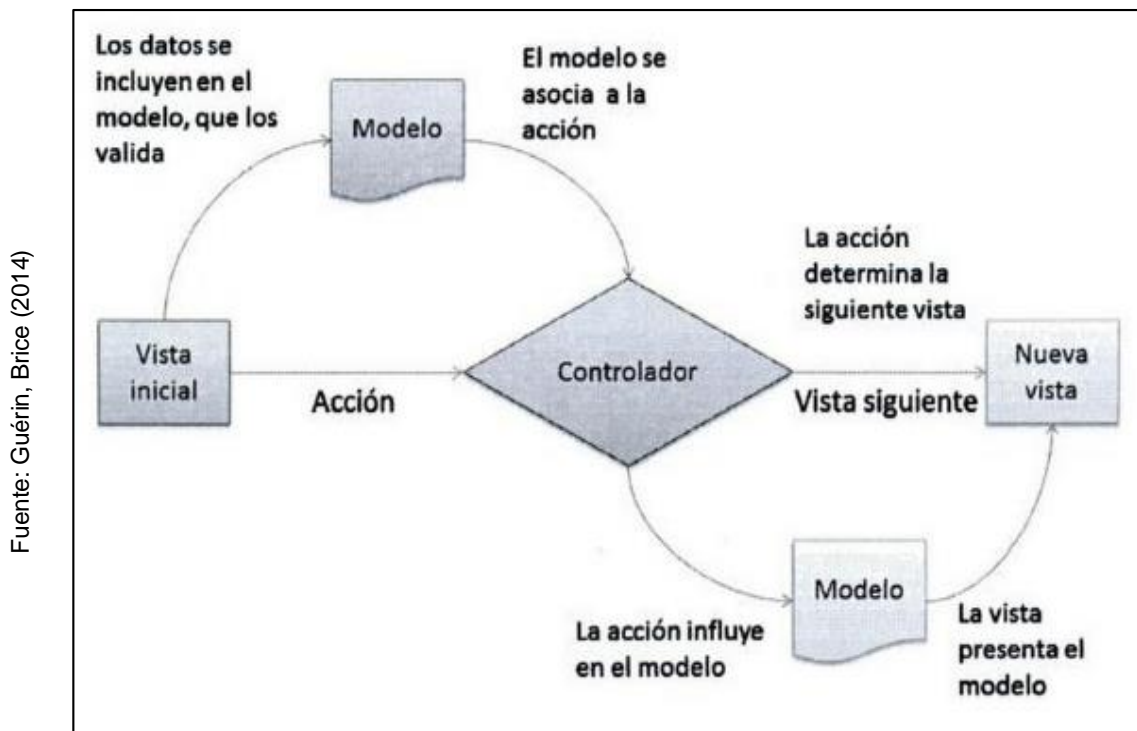 Los datos se
incluyen en el
modelo, que los
valida
Modelo
El modelo se
asocia a la
acción
Vista
inicial
Acción
Controlador
La acción
determina la
siguiente vista
Vista siguiente
Nueva
vista
La acción influye
en el modelo
Modelo
La vista
presenta el
modelo
Fuente: Guérin, Brice (2014)